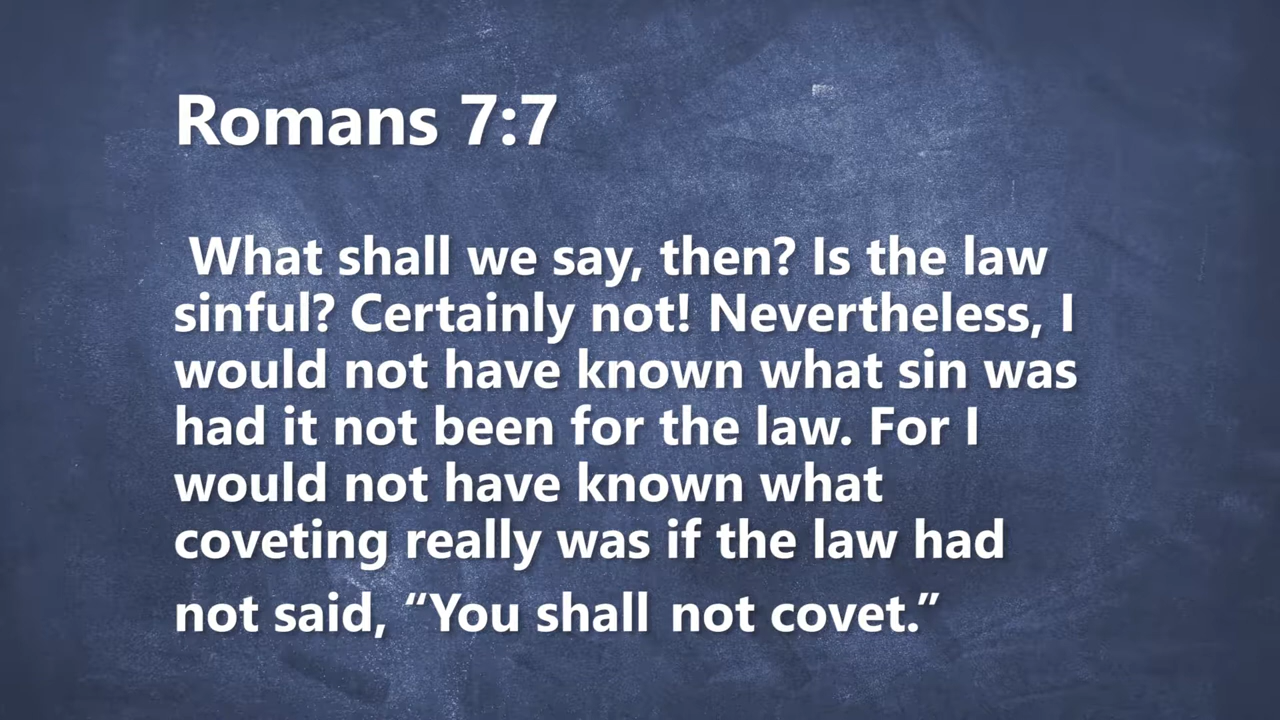 Romans 7:7
What shall we say, then? Is the law
sinful? Certainly not! Nevertheless, I
would not have known what sin was
had it not been for the law. For I
would not have known what
coveting really was if the law had
not said, “You shall not covet.”